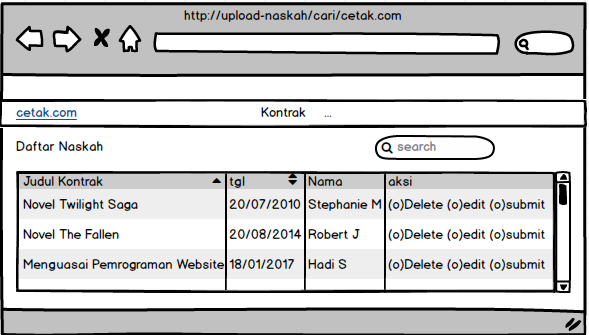 http://upload-naskah/cari/cetak.com
cetak.com Kontrak ...
Daftar Naskah search
Judul Kontrak tgl Nama aksi
Novel Twilight Saga 20/07/2010 Stephanie M (o)Delete (o)edit (o)submit
Novel The Fallen 20/08/2014 Robert J (o)Delete (o)edit (o)submit
Menguasai Pemrograman Website 18/01/2017 Hadi S (o)Delete (o)edit (o)submit